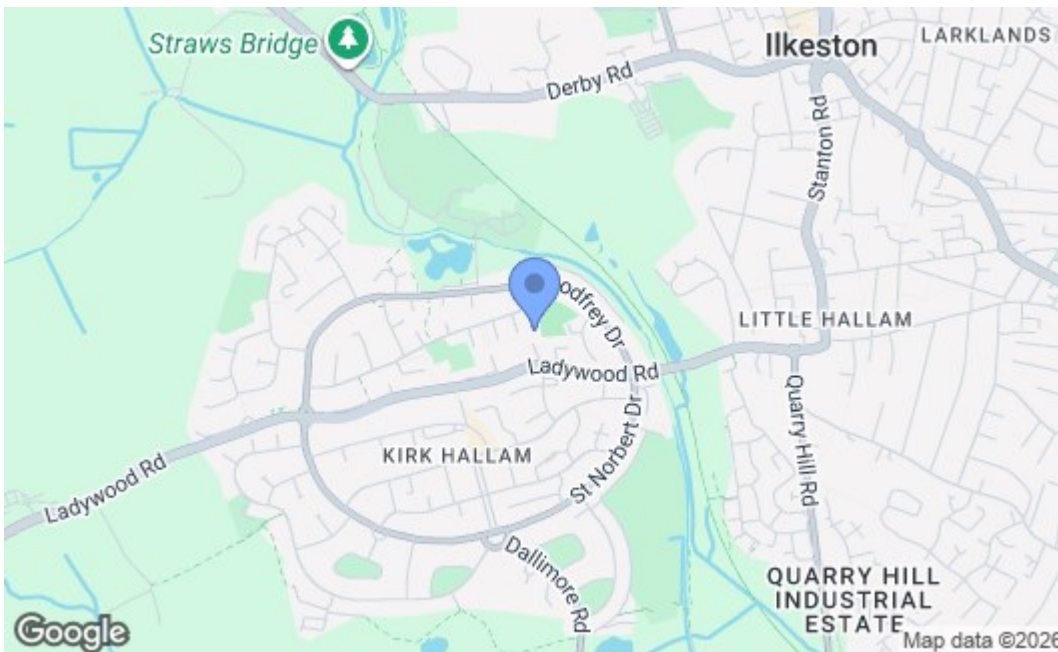 Straws Bridge
Ilkeston
LARKLANDS
Derby Rd
Stanton Rd
odfrey Dr
LITTLE HALLAM
Ladywood Rd
Quarry Hill Rd
KIRK HALLAM
St Norbert Dr
Ladywood Rd
Dallimore Rd
QUARRY HILL
INDUSTRIAL
ESTATE
Google
Map data ©2026